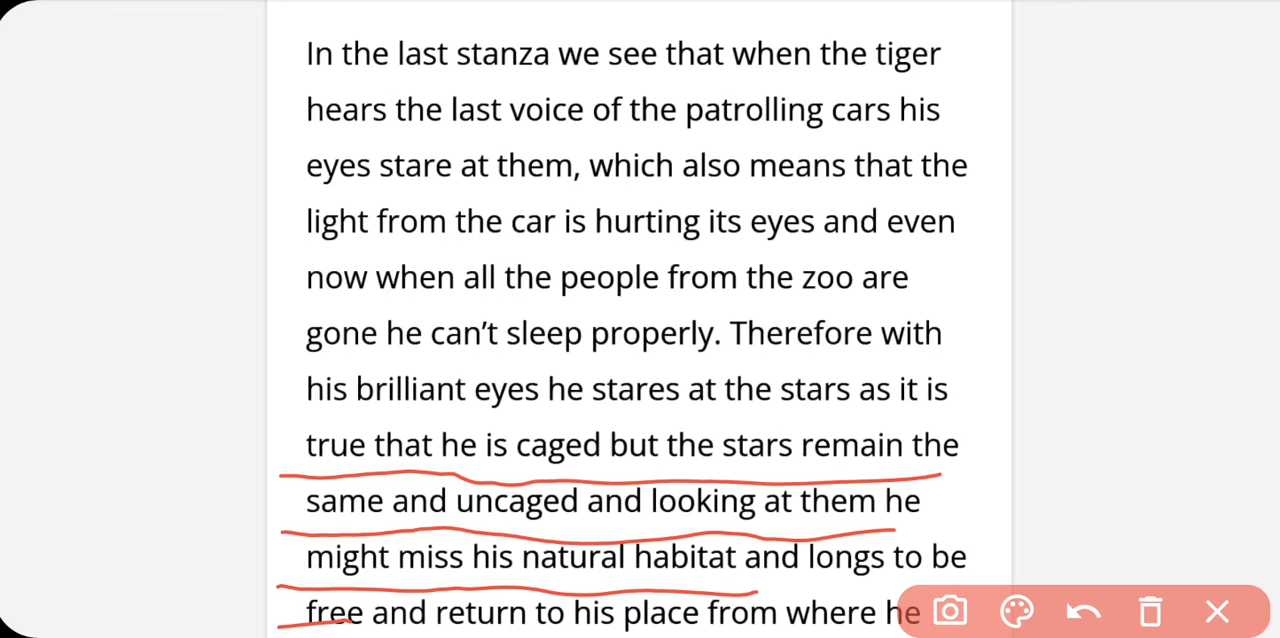 In the last stanza we see that when the tiger
hears the last voice of the patrolling cars his
eyes stare at them, which also means that the
light from the car is hurting its eyes and even
now when all the people from the zoo are
gone he can’t sleep properly. Therefore with
his brilliant eyes he stares at the stars as it is
true that he is caged but the stars remain the
same and uncaged and looking at them he
might miss his natural habitat and longs to be
free and return to his place from where he